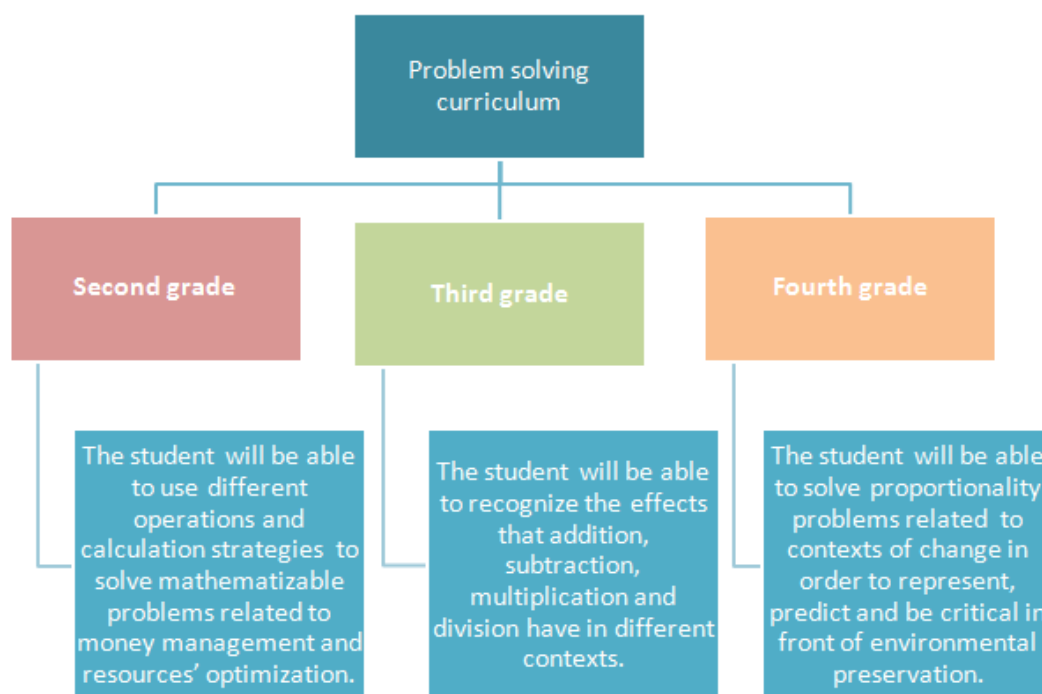 Problem solving
curriculum
Second grade
Third grade
Fourth grade
The student will be able
to use different
operations and
calculation strategies to
solve mathematizable
problems related to
money management and
resources’ optimization.
The student will be able
to recognize the effects
that addition,
subtraction,
multiplication and
division have in different
contexts.
The student will be able
to solve proportionality
problems related to
contexts of change in
order to represent,
predict and be critical in
front of environmental
preservation.